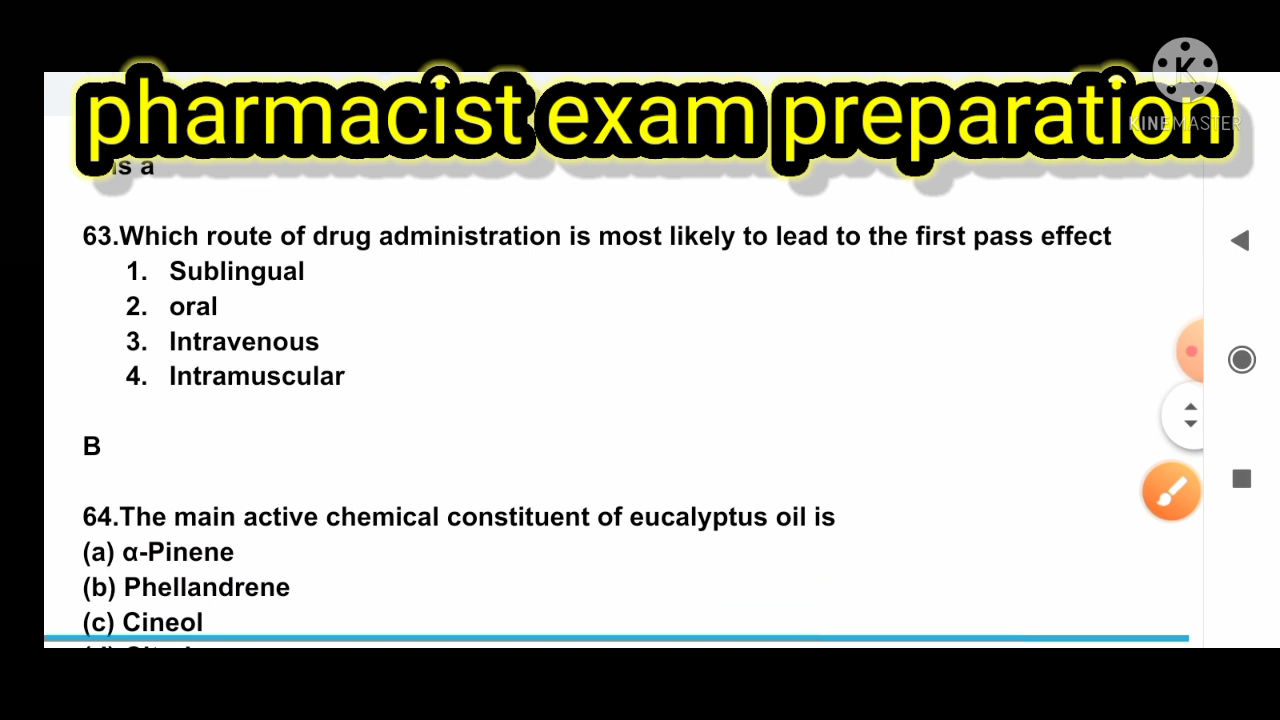 pharmacist exam preparation
KINEMASTER
is a
63.Which route of drug administration is most likely to lead to the first pass effect
1. Sublingual
2. oral
3. Intravenous
4. Intramuscular
B
64.The main active chemical constituent of eucalyptus oil is
(a) α-Pinene
(b) Phellandrene
(c) Cineol